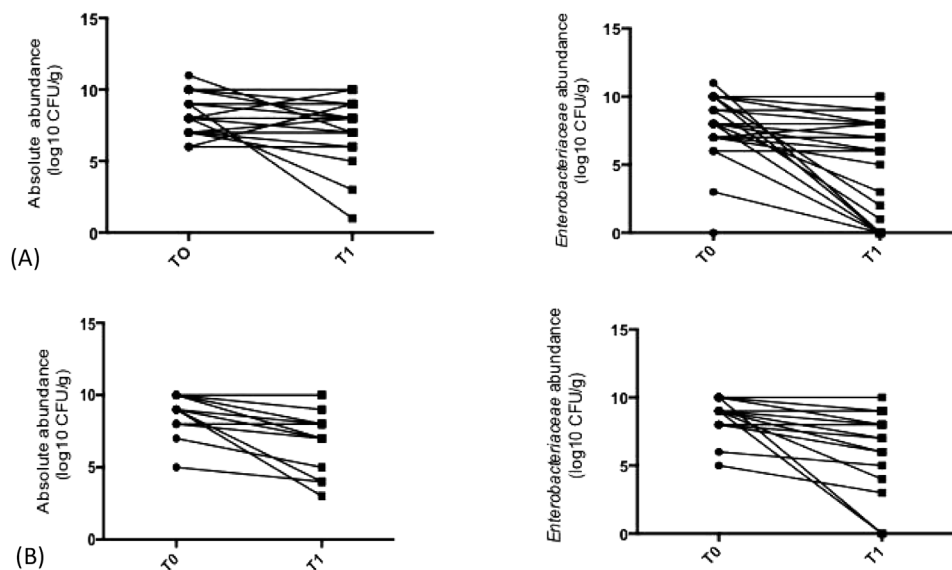 Absolute abundance
(log10 CFU/g)
15
10
5
0
TO
T1
Enterobacteriaceae abundance
(log10 CFU/g)
15
10
5
0
T0
T1
(A)
Absolute abundance
(log10 CFU/g)
15
10
5
0
T0
T1
Enterobacteriaceae abundance
(log10 CFU/g)
15
10
5
0
T0
T1
(B)